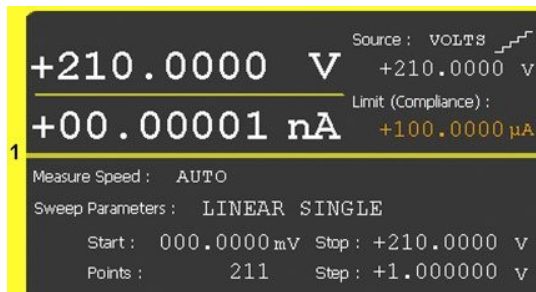 Source : VOLTS
+210.0000 V
+210.0000 V
Limit (Compliance) :
+00.00001 nA
+100.0000 µA
1
Measure Speed : AUTO
Sweep Parameters : LINEAR SINGLE
Start : 000.0000 mV Stop : +210.0000 V
Points : 211 Step : +1.000000 V